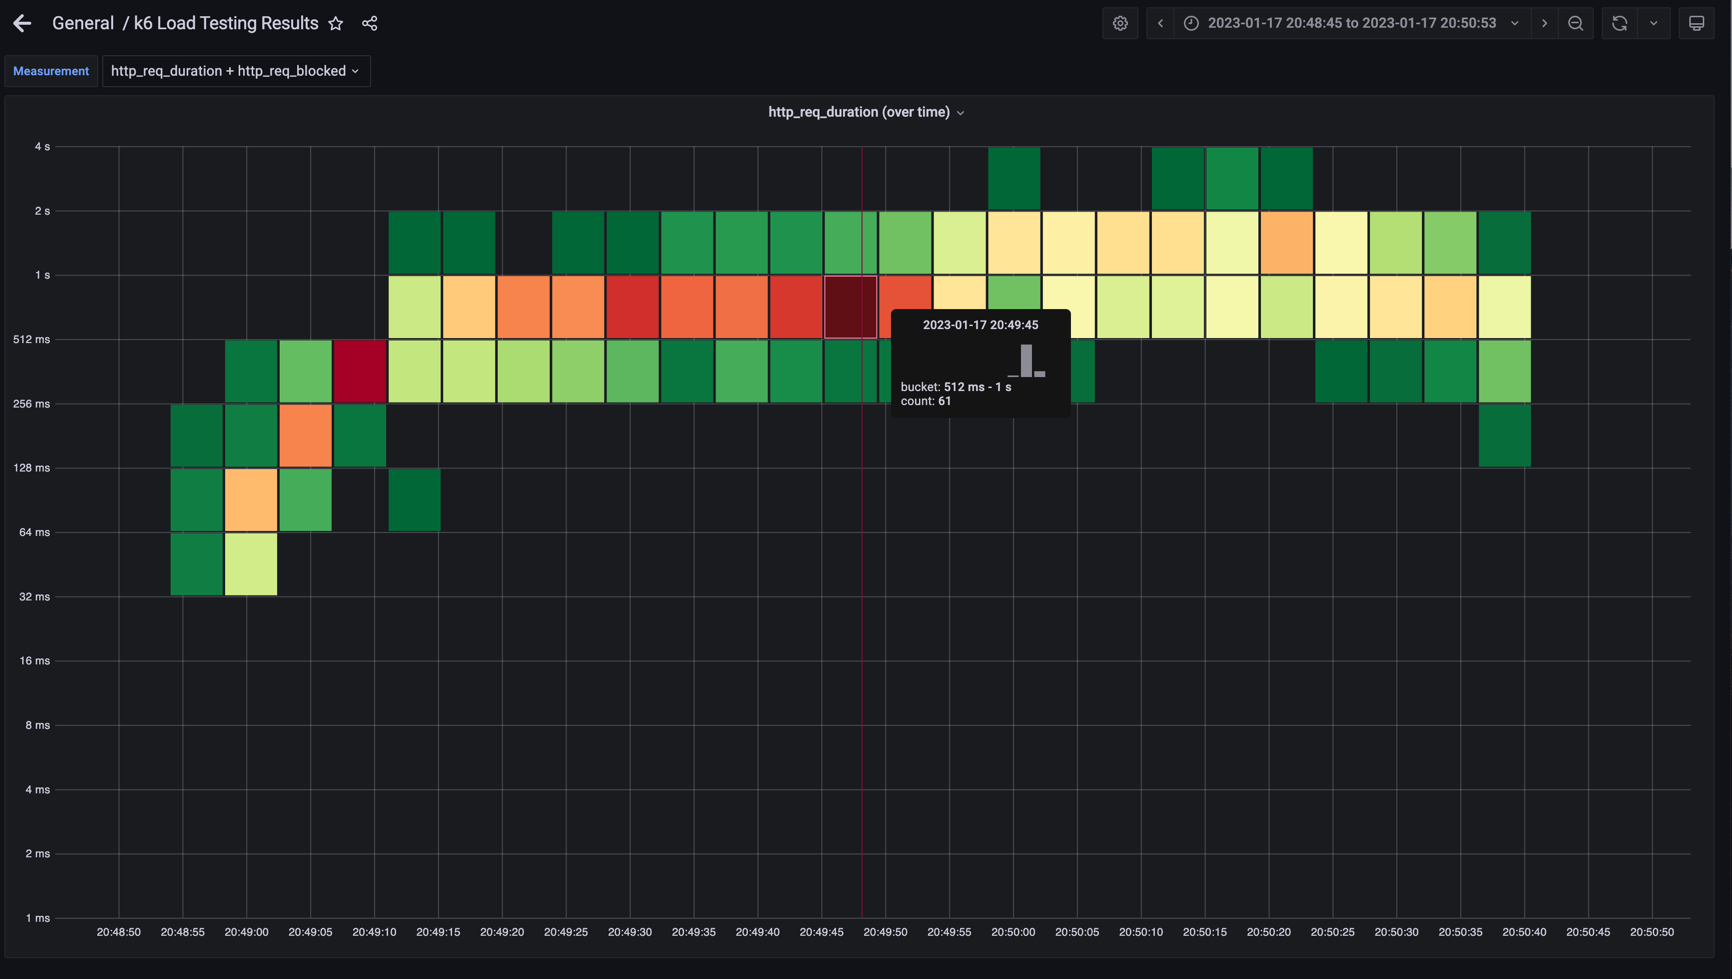 General / k6 Load Testing Results
2023-01-17 20:48:45 to 2023-01-17 20:50:53
Measurement
http_req_duration + http_req_blocked
http_req_duration (over time)
4 s
2 s
1 s
512 ms
256 ms
128 ms
64 ms
32 ms
16 ms
8 ms
4 ms
2 ms
1 ms
2023-01-17 20:49:45
bucket: 512 ms - 1 s
count: 61
20:48:50 20:48:55 20:49:00 20:49:05 20:49:10 20:49:15 20:49:20 20:49:25 20:49:30 20:49:35 20:49:40 20:49:45 20:49:50 20:49:55 20:50:00 20:50:05 20:50:10 20:50:15 20:50:20 20:50:25 20:50:30 20:50:35 20:50:40 20:50:45 20:50:50